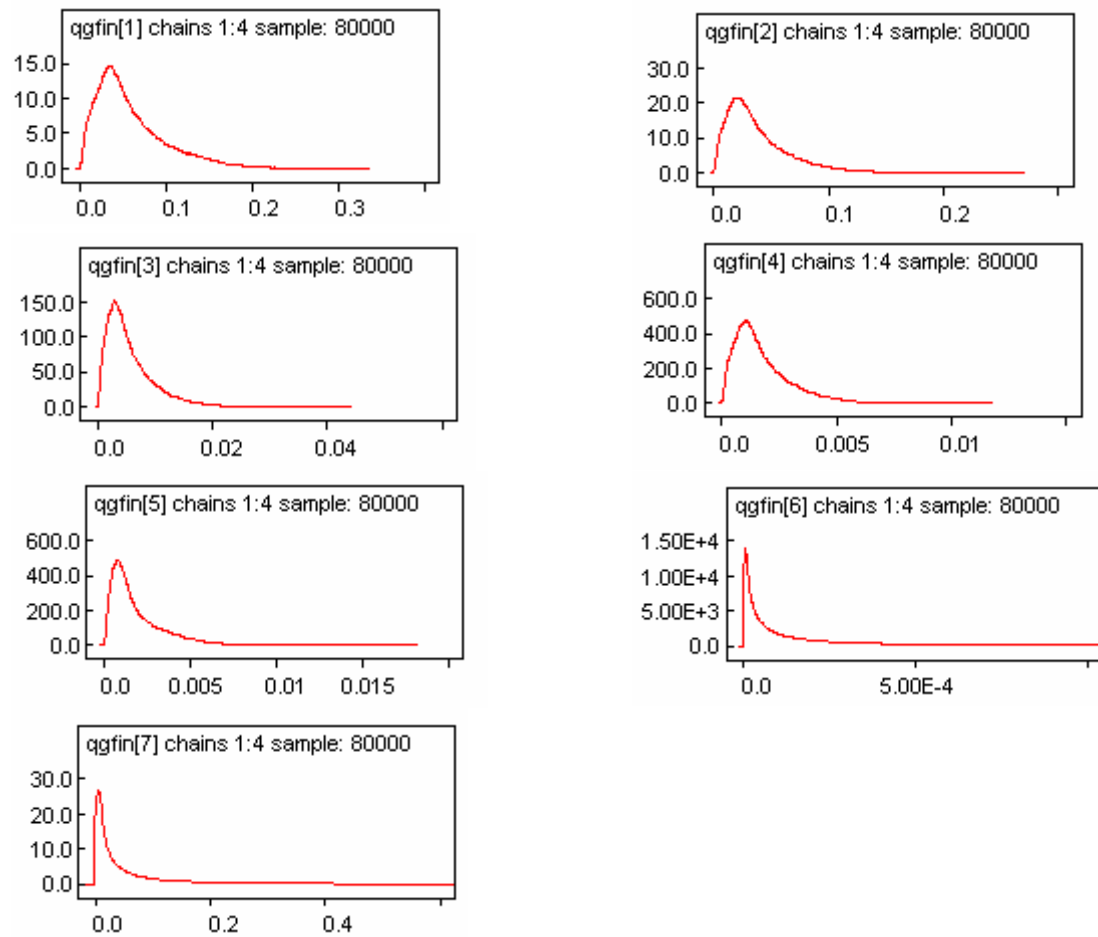 qgfin[1] chains 1:4 sample: 80000
15.0
10.0
5.0
0.0
0.0 0.1 0.2 0.3
qgfin[2] chains 1:4 sample: 80000
30.0
20.0
10.0
0.0
0.0 0.1 0.2
qgfin[3] chains 1:4 sample: 80000
150.0
100.0
50.0
0.0
0.0 0.02 0.04
qgfin[4] chains 1:4 sample: 80000
600.0
400.0
200.0
0.0
0.0 0.005 0.01
qgfin[5] chains 1:4 sample: 80000
600.0
400.0
200.0
0.0
0.0 0.005 0.01 0.015
qgfin[6] chains 1:4 sample: 80000
1.50E+4
1.00E+4
5.00E+3
0.0
0.0 5.00E-4
qgfin[7] chains 1:4 sample: 80000
30.0
20.0
10.0
0.0
0.0 0.2 0.4